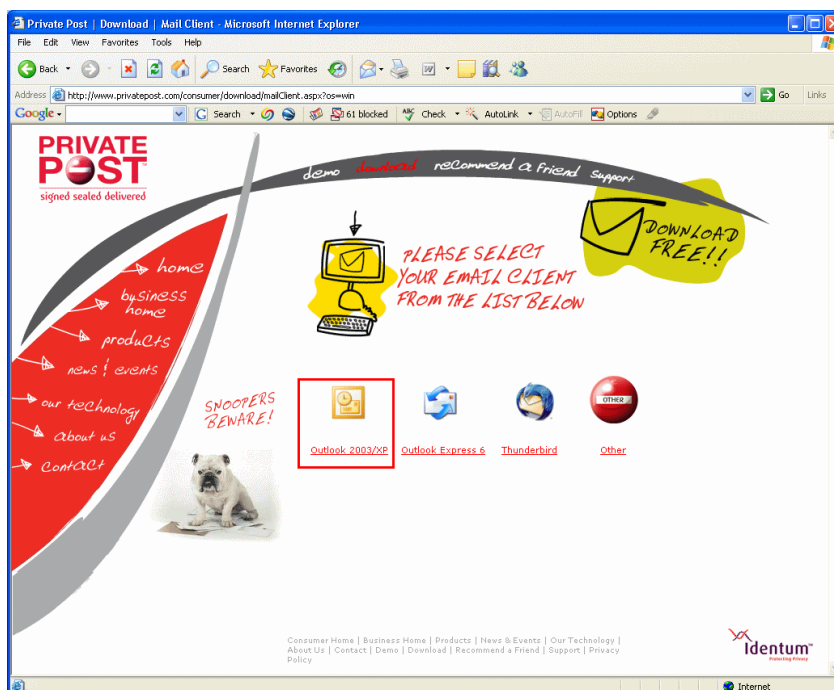 Private Post | Download | Mail Client - Microsoft Internet Explorer
File Edit View Favorites Tools Help
Back Search Favorites
Address http://www.privatepost.com/consumer/download/mailClient.aspx?os=win Go Links
Google Search 61 blocked ABC Check AutoLink AutoFill Options
PRIVATE
POST
signed sealed delivered
demo download recommend a friend support
DOWNLOAD
FREE!!
PLEASE SELECT
YOUR EMAIL CLIENT
FROM THE LIST BELOW
home
business
home
products
news & events
our technology
about us
contact
SNOOPERS
BEWARE!
OTHER
Outlook 2003/XP Outlook Express 6 Thunderbird Other
Consumer Home | Business Home | Products | News & Events | Our Technology |
About Us | Contact | Demo | Download | Recommend a Friend | Support | Privacy
Policy
Identum™
Protecting Privacy
Internet